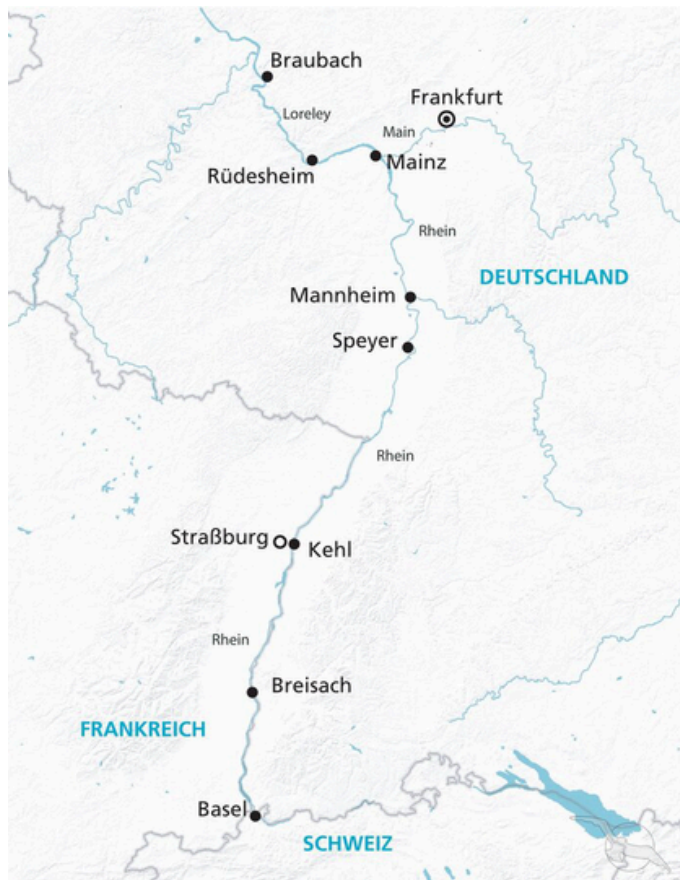 Braubach
Frankfurt
Loreley
Main
Mainz
Rüdesheim
Rhein
DEUTSCHLAND
Mannheim
Speyer
Rhein
Straßburg
Kehl
Rhein
Breisach
FRANKREICH
Basel
SCHWEIZ